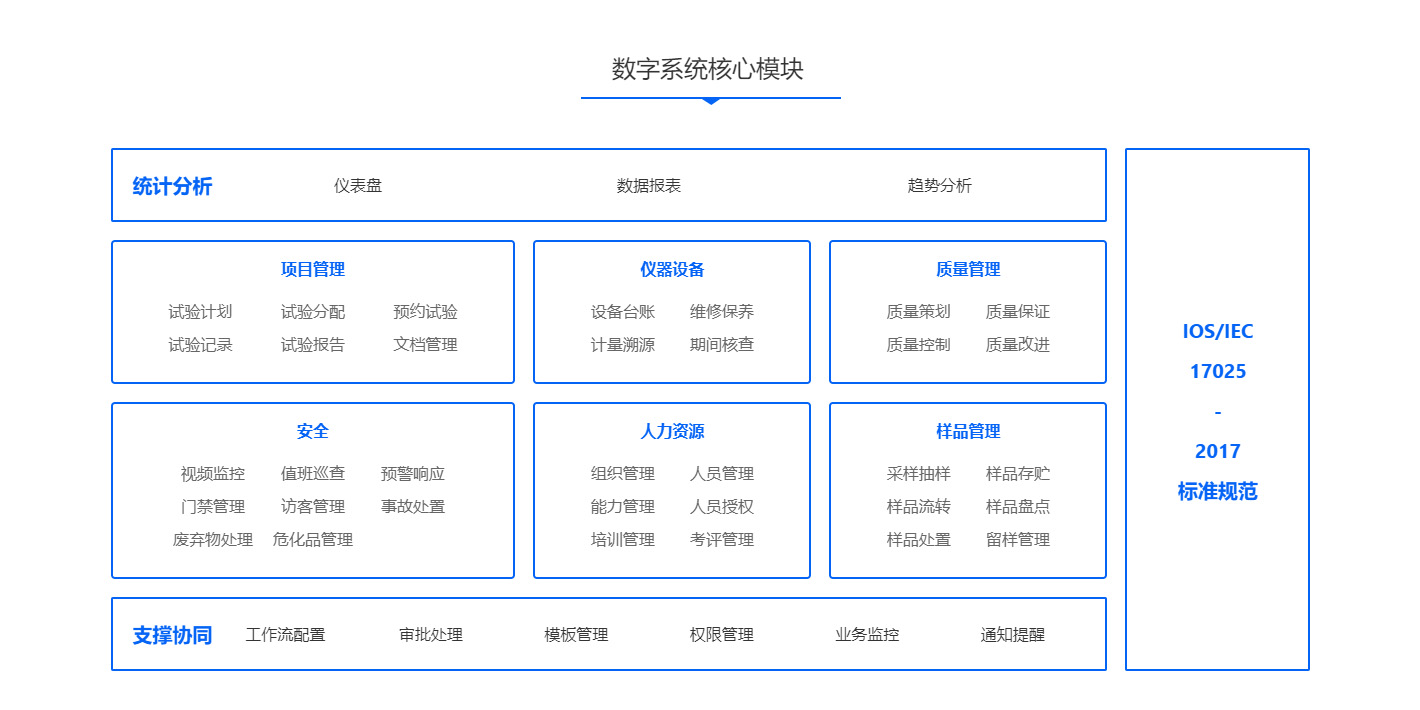 数字系统核心模块
统计分析 仪表盘 数据报表 趋势分析
项目管理
试验计划 试验分配 预约试验
试验记录 试验报告 文档管理
仪器设备
设备台账 维修保养
计量溯源 期间核查
质量管理
质量策划 质量保证
质量控制 质量改进
安全
视频监控 值班巡查 预警响应
门禁管理 访客管理 事故处置
废弃物处理 危化品管理
人力资源
组织管理 人员管理
能力管理 人员授权
培训管理 考评管理
样品管理
采样抽样 样品存贮
样品流转 样品盘点
样品处置 留样管理
支撑协同 工作流配置 审批处理 模板管理 权限管理 业务监控 通知提醒
IOS/IEC
17025
-
2017
标准规范